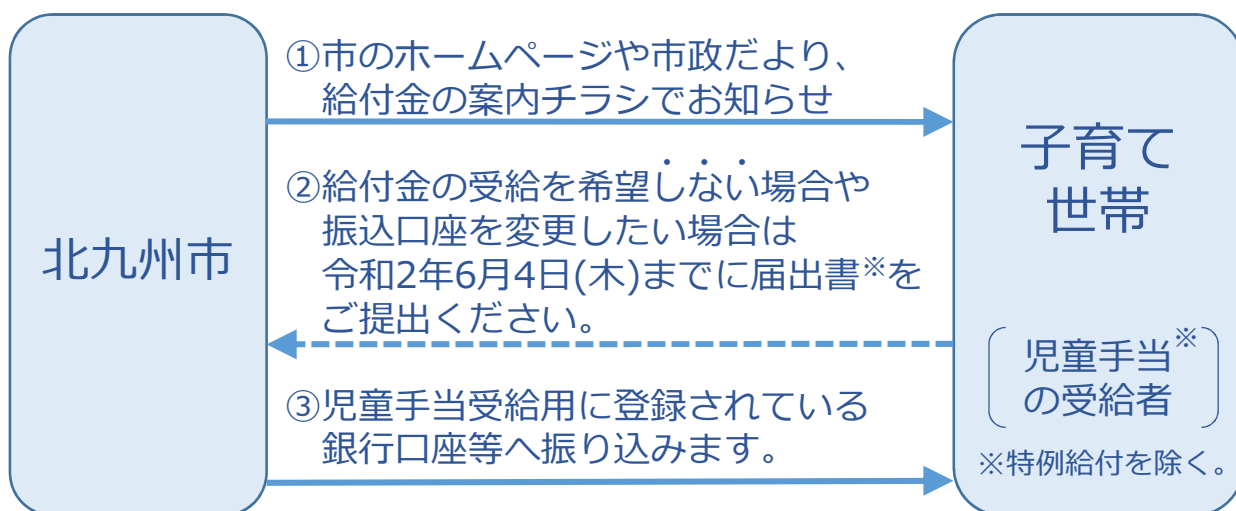 北九州市
①市のホームページや市政だより、
給付金の案内チラシでお知らせ
②給付金の受給を希望しない場合や
振込口座を変更したい場合は
令和2年6月4日(木)までに届出書※を
ご提出ください。
③児童手当受給用に登録されている
銀行口座等へ振り込みます。
子育て
世帯
児童手当※
の受給者
※特例給付を除く。